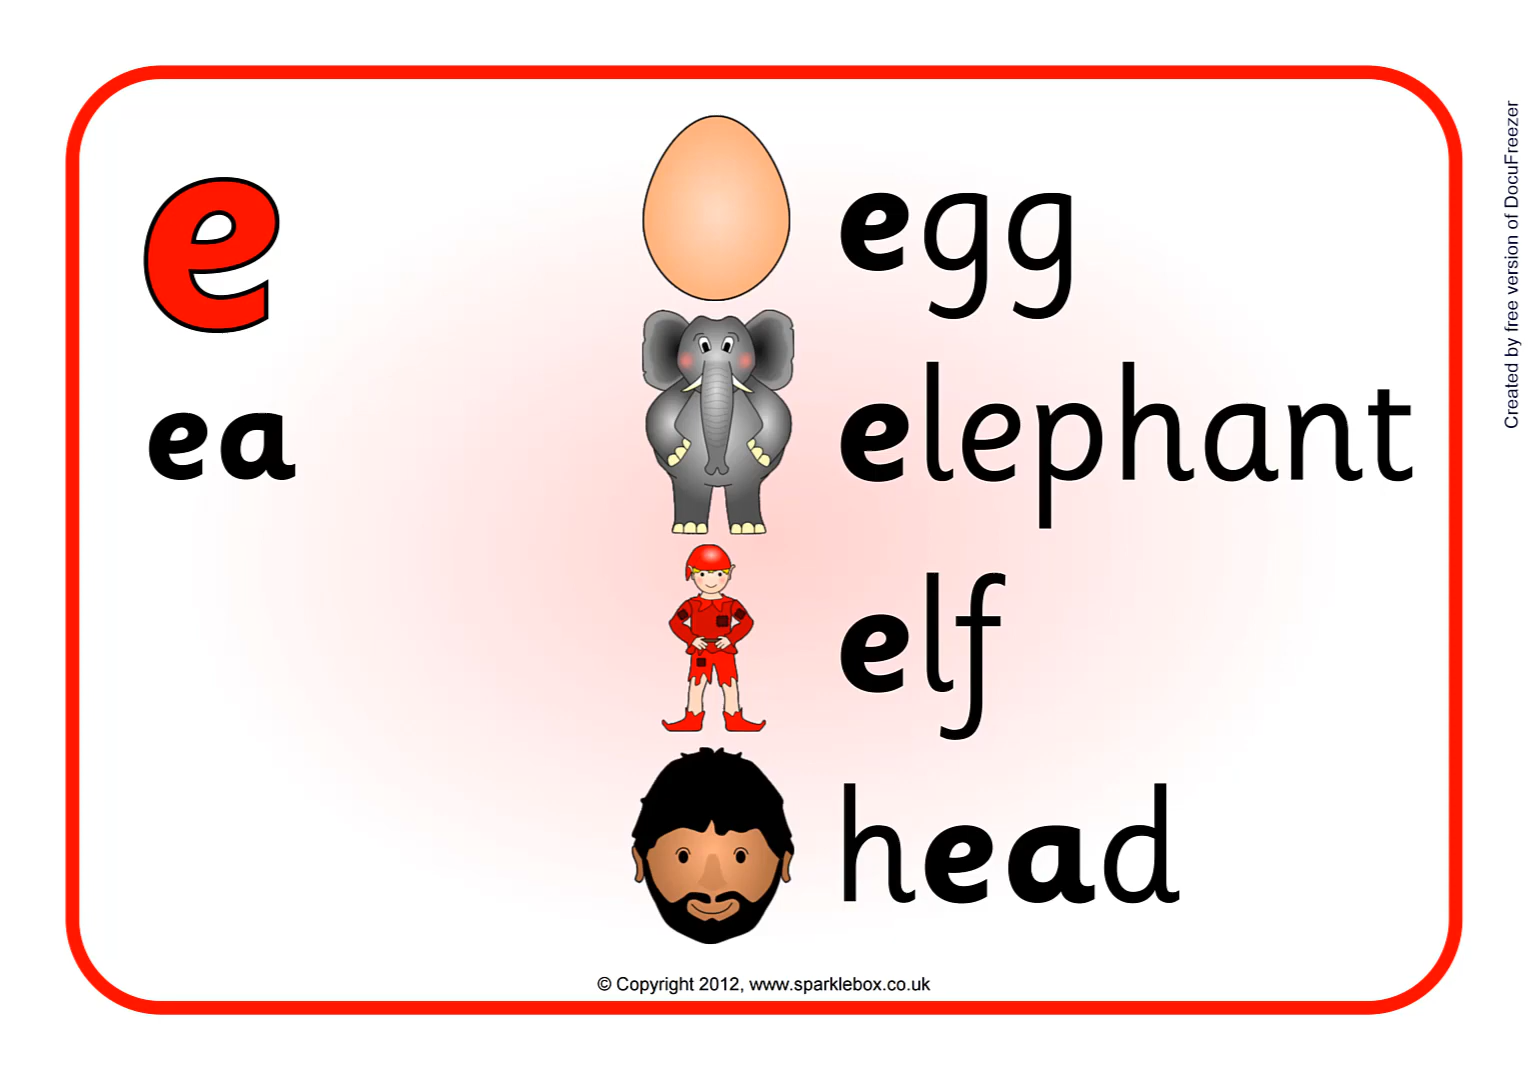 e
ea
egg
elephant
elf
head
© Copyright 2012, www.sparklebox.co.uk
Created by free version of DocuFreezer